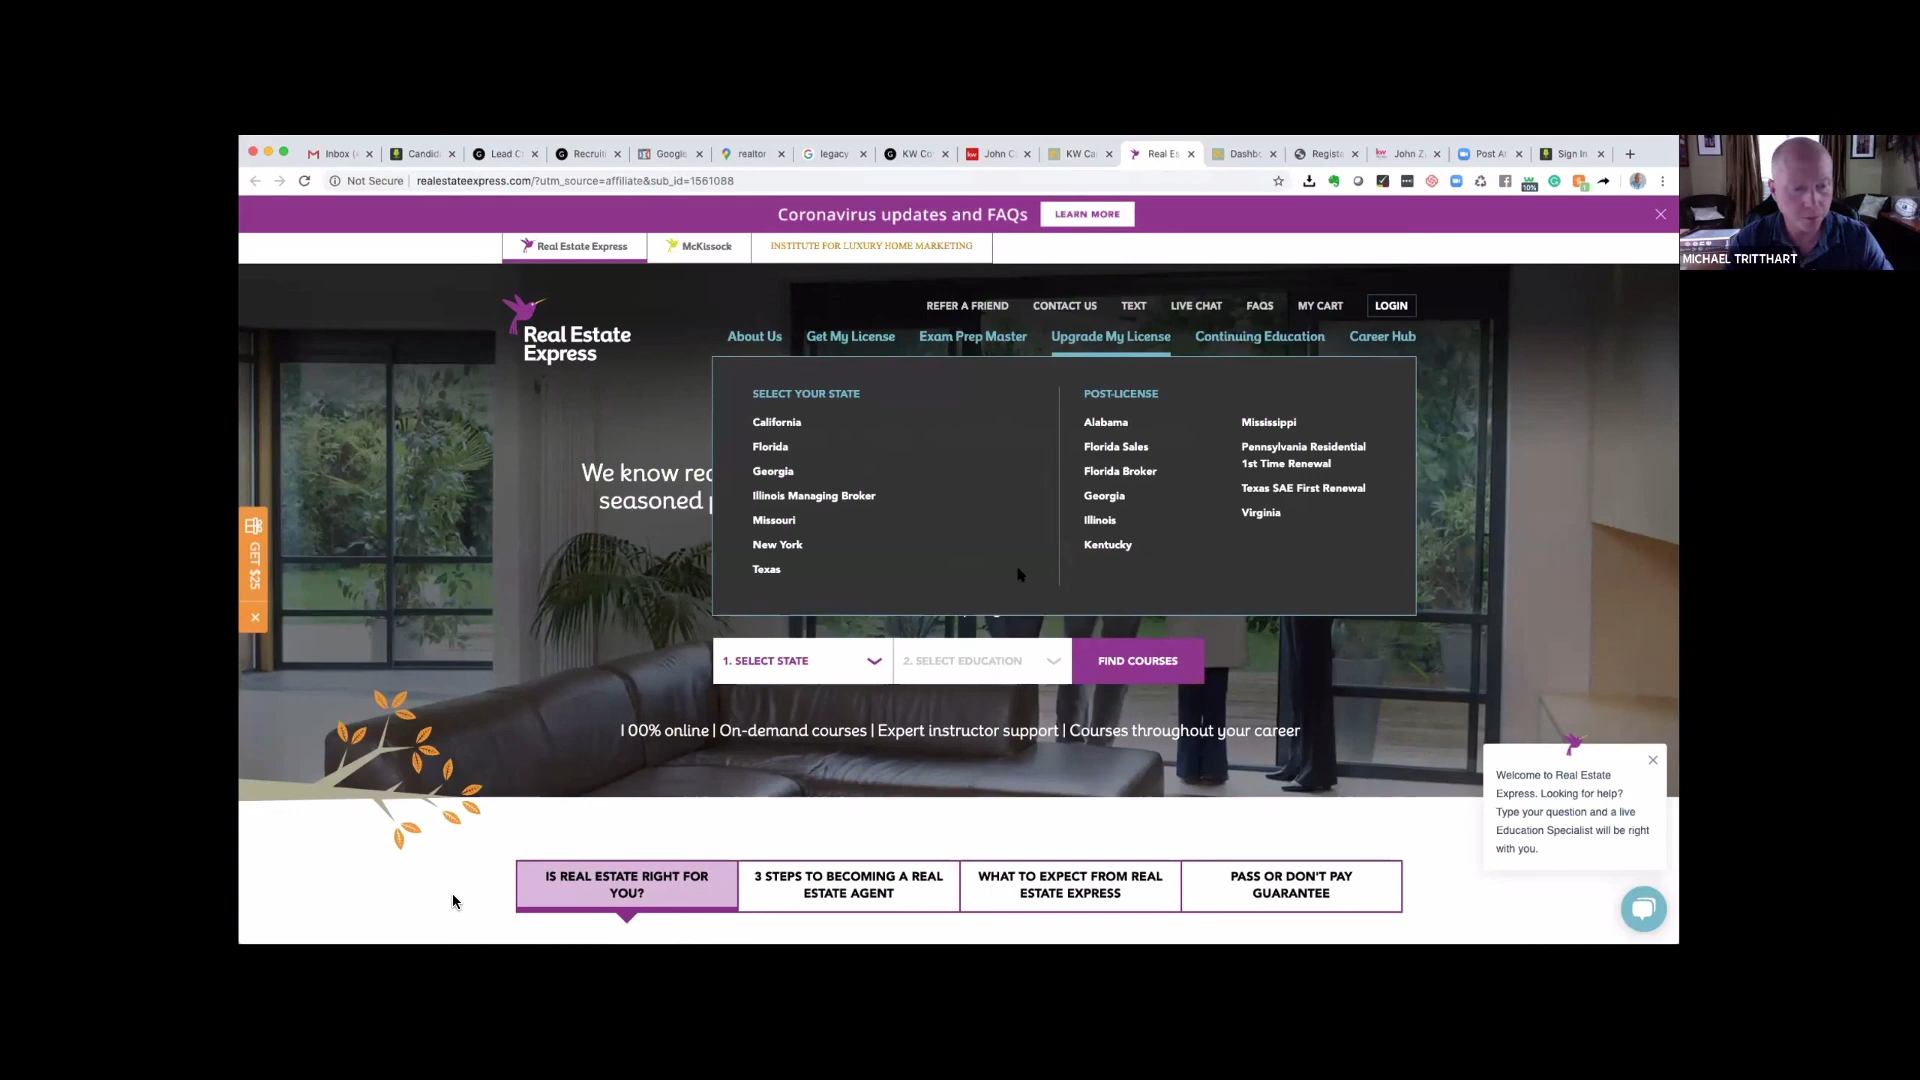 Inbox (
Candid
Lead C
Recruiti
Google
realtor
legacy
KW Co
John C
KW Ca
Real Es
Dashb
Registe
John Z
Post At
Sign In
Not Secure
realestateexpress.com/?utm_source=affiliate&sub_id=1561088
10%
MICHAEL TRITTHART
Coronavirus updates and FAQs
LEARN MORE
Real Estate Express
McKissock
INSTITUTE FOR LUXURY HOME MARKETING
REFER A FRIEND
CONTACT US
TEXT
LIVE CHAT
FAQS
MY CART
LOGIN
Real Estate
Express
About Us
Get My License
Exam Prep Master
Upgrade My License
Continuing Education
Career Hub
SELECT YOUR STATE
California
Florida
Georgia
Illinois Managing Broker
Missouri
New York
Texas
POST-LICENSE
Alabama
Florida Sales
Florida Broker
Georgia
Illinois
Kentucky
Mississippi
Pennsylvania Residential
1st Time Renewal
Texas SAE First Renewal
Virginia
We know rea
seasoned p
GET $25
1. SELECT STATE
2. SELECT EDUCATION
FIND COURSES
100% online | On-demand courses | Expert instructor support | Courses throughout your career
Welcome to Real Estate
Express. Looking for help?
Type your question and a live
Education Specialist will be right
with you.
IS REAL ESTATE RIGHT FOR
YOU?
3 STEPS TO BECOMING A REAL
ESTATE AGENT
WHAT TO EXPECT FROM REAL
ESTATE EXPRESS
PASS OR DON'T PAY
GUARANTEE